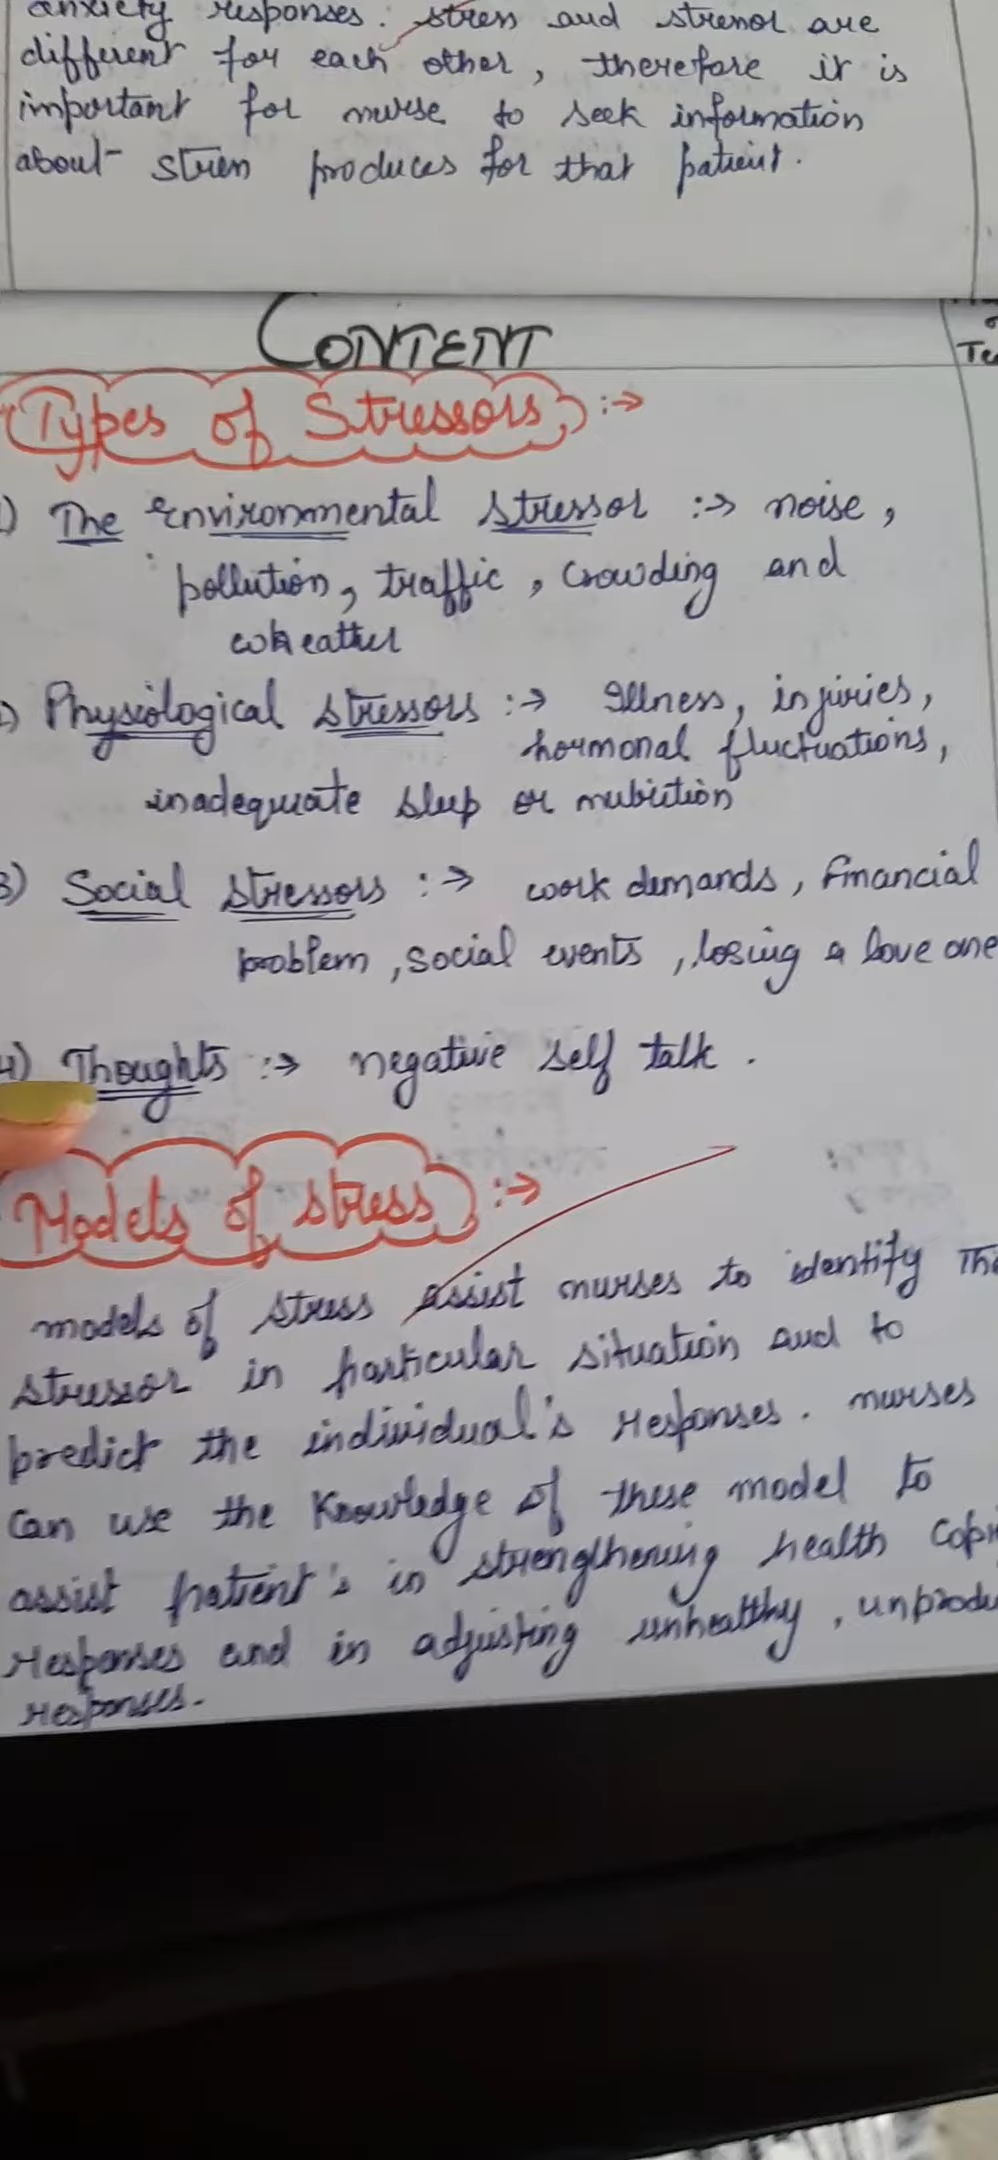 anxiety responses. stress and stressor are
different for each other, therefore it is
important for nurse to seek information
about stress produces for that patient.
CONTENT
Types of Stressors :→
1) The Environmental stressor :→ noise,
pollution, traffic, crowding and
wheather
Physiological stressors :→ Illness, injuries,
hormonal fluctuations,
inadequate sleep or nutrition
3) Social stressors :→ work demands, financial
problem, social events, losing a love one
4) Thoughts :→ negative self talk.
Models of stress :→
models of stress assist nurses to identify the
stressor in particular situation and to
predict the individual's responses. nurses
can use the knowledge of these model to
assist patient's in strengthening health
responses and in adjusting unhealthy,
responses.